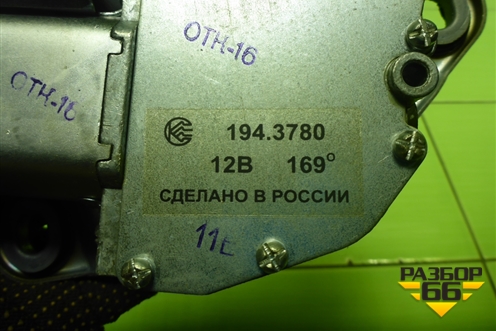 ОТН-16
ОТН-16
194.3780
12В 169°
СДЕЛАНО В РОССИИ
11Е
РАЗБОР
66